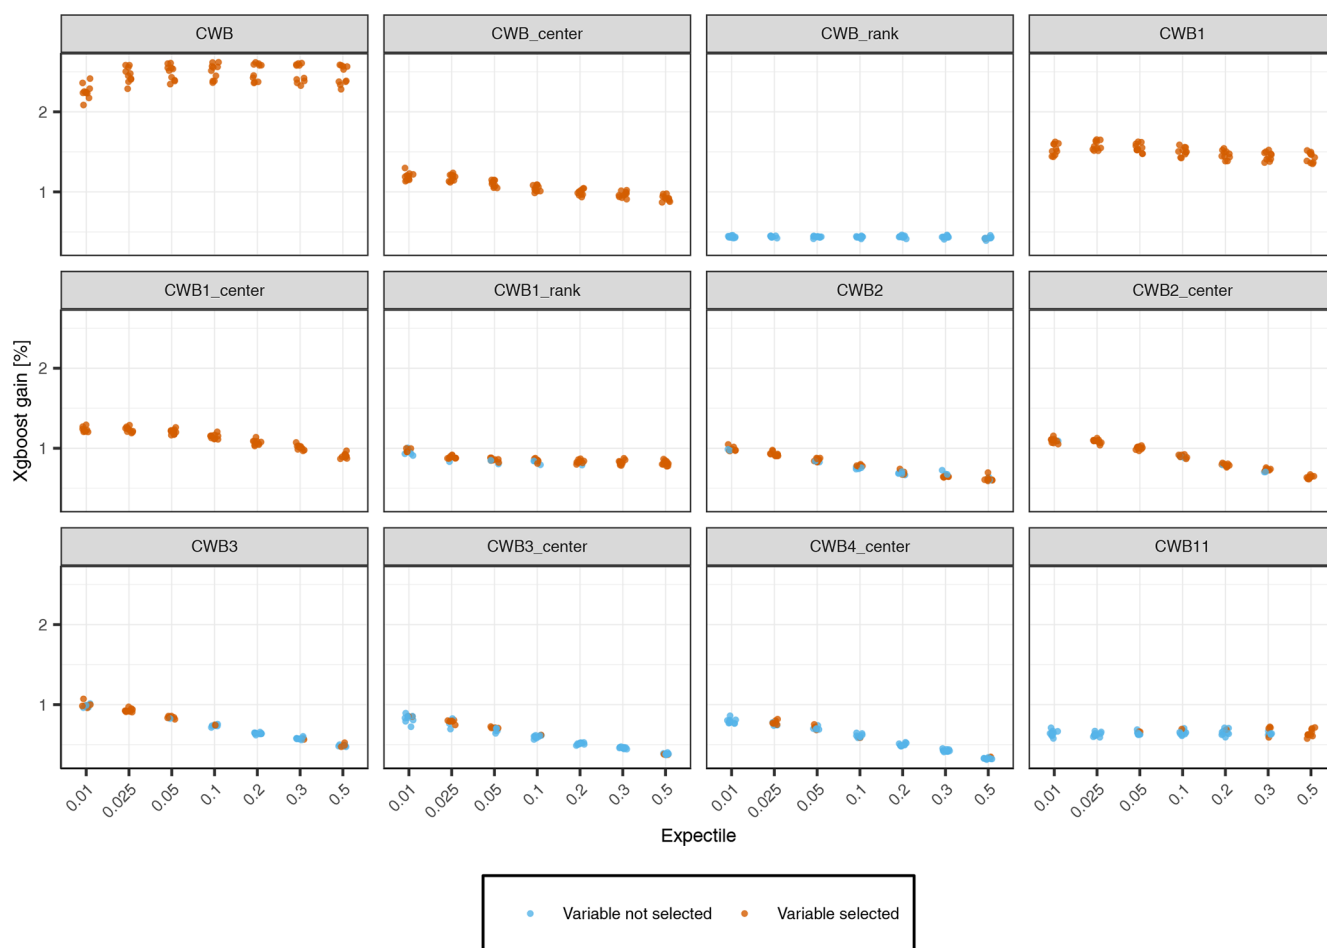 CWB
CWB_center
CWB_rank
CWB1
2
1
CWB1_center
CWB1_rank
CWB2
CWB2_center
2
1
Xgboost gain [%]
CWB3
CWB3_center
CWB4_center
CWB11
2
1
0.01 0.025 0.05 0.1 0.2 0.3 0.5
0.01 0.025 0.05 0.1 0.2 0.3 0.5
0.01 0.025 0.05 0.1 0.2 0.3 0.5
0.01 0.025 0.05 0.1 0.2 0.3 0.5
Expectile
Variable not selected
Variable selected